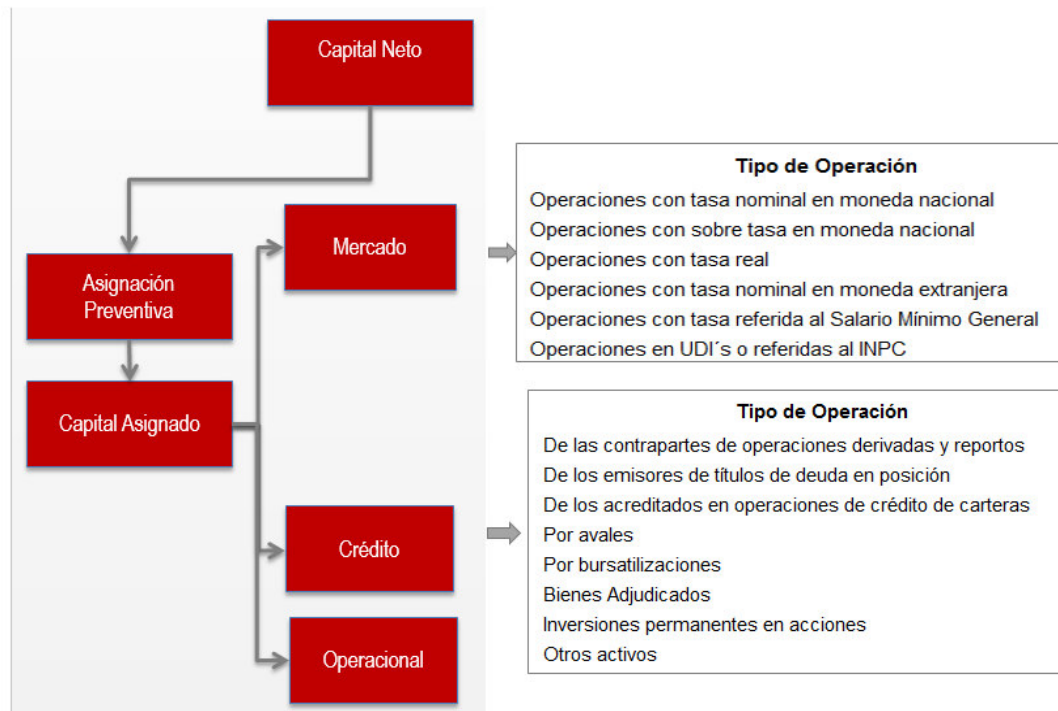 Capital Neto
Asignación
Preventiva
Capital Asignado
Mercado
Crédito
Operacional
Tipo de Operación
Operaciones con tasa nominal en moneda nacional
Operaciones con sobre tasa en moneda nacional
Operaciones con tasa real
Operaciones con tasa nominal en moneda extranjera
Operaciones con tasa referida al Salario Mínimo General
Operaciones en UDI´s o referidas al INPC
Tipo de Operación
De las contrapartes de operaciones derivadas y reportos
De los emisores de títulos de deuda en posición
De los acreditados en operaciones de crédito de carteras
Por avales
Por bursatilizaciones
Bienes Adjudicados
Inversiones permanentes en acciones
Otros activos